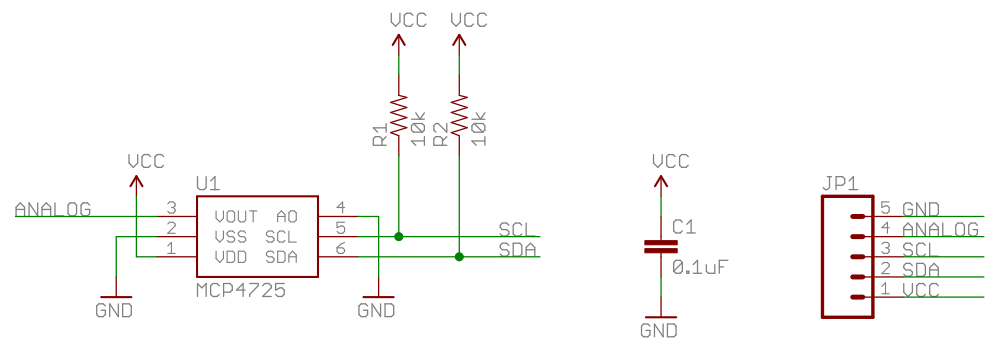 VCC VCC
R1 10k R2 10k
VCC
U1
ANALOG 3 VOUT A0 4
2 VSS SCL 5 SCL
1 VDD SDA 6 SDA
MCP4725
GND GND
VCC
C1
0.1uF
GND
JP1
5 GND
4 ANALOG
3 SCL
2 SDA
1 VCC